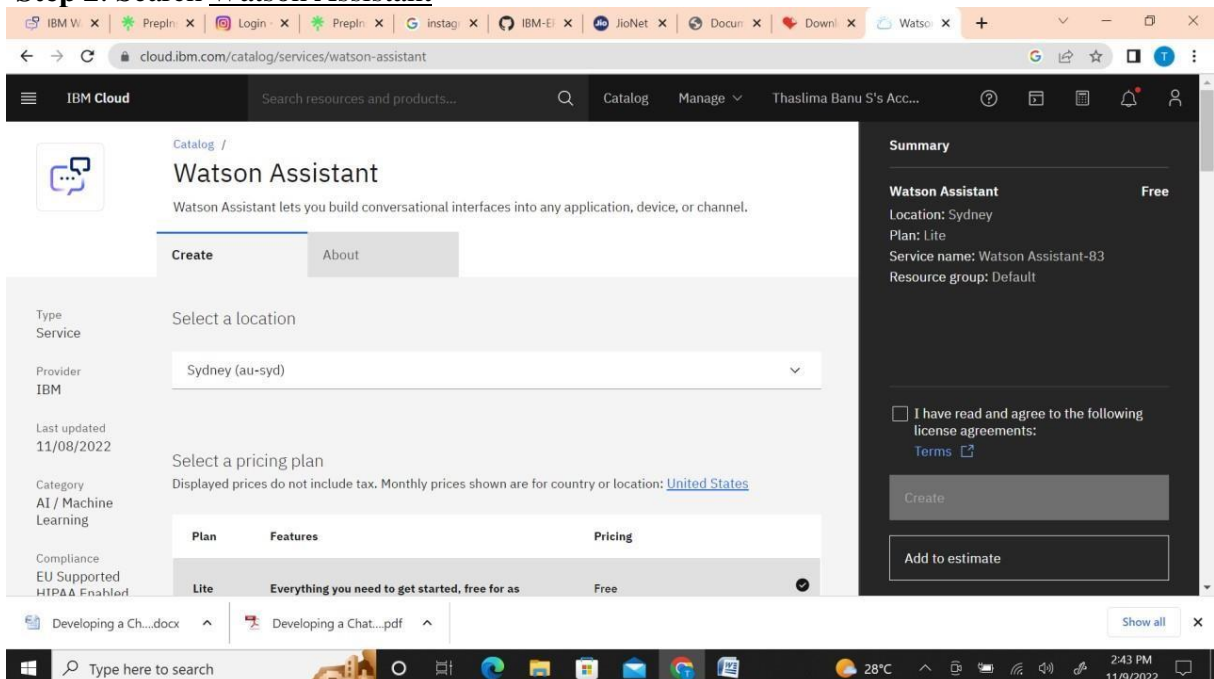 Step 2: Search Watson Assistant
IBM W PrepIn: Login - PrepIn: instag IBM-E JioNet Docum Downl Watso
cloud.ibm.com/catalog/services/watson-assistant
IBM Cloud Search resources and products... Catalog Manage Thaslima Banu S's Acc...
Catalog /
Watson Assistant
Watson Assistant lets you build conversational interfaces into any application, device, or channel.
Create About
Type
Service
Provider
IBM
Last updated
11/08/2022
Category
AI / Machine
Learning
Compliance
EU Supported
HIPAA Enabled
Select a location
Sydney (au-syd)
Select a pricing plan
Displayed prices do not include tax. Monthly prices shown are for country or location: United States
Plan Features Pricing
Lite Everything you need to get started, free for as Free
Summary
Watson Assistant Free
Location: Sydney
Plan: Lite
Service name: Watson Assistant-83
Resource group: Default
I have read and agree to the following
license agreements:
Terms
Create
Add to estimate
Developing a Ch....docx Developing a Chat....pdf Show all
Type here to search 28°C 2:43 PM
11/9/2022